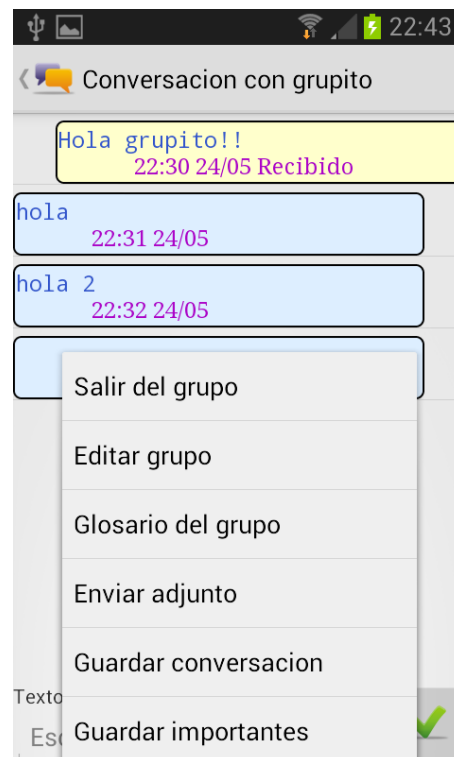 22:43
Conversacion con grupito
Hola grupito!!
22:30 24/05 Recibido
hola
22:31 24/05
hola 2
22:32 24/05
Salir del grupo
Editar grupo
Glosario del grupo
Enviar adjunto
Guardar conversacion
Texto
Guardar importantes